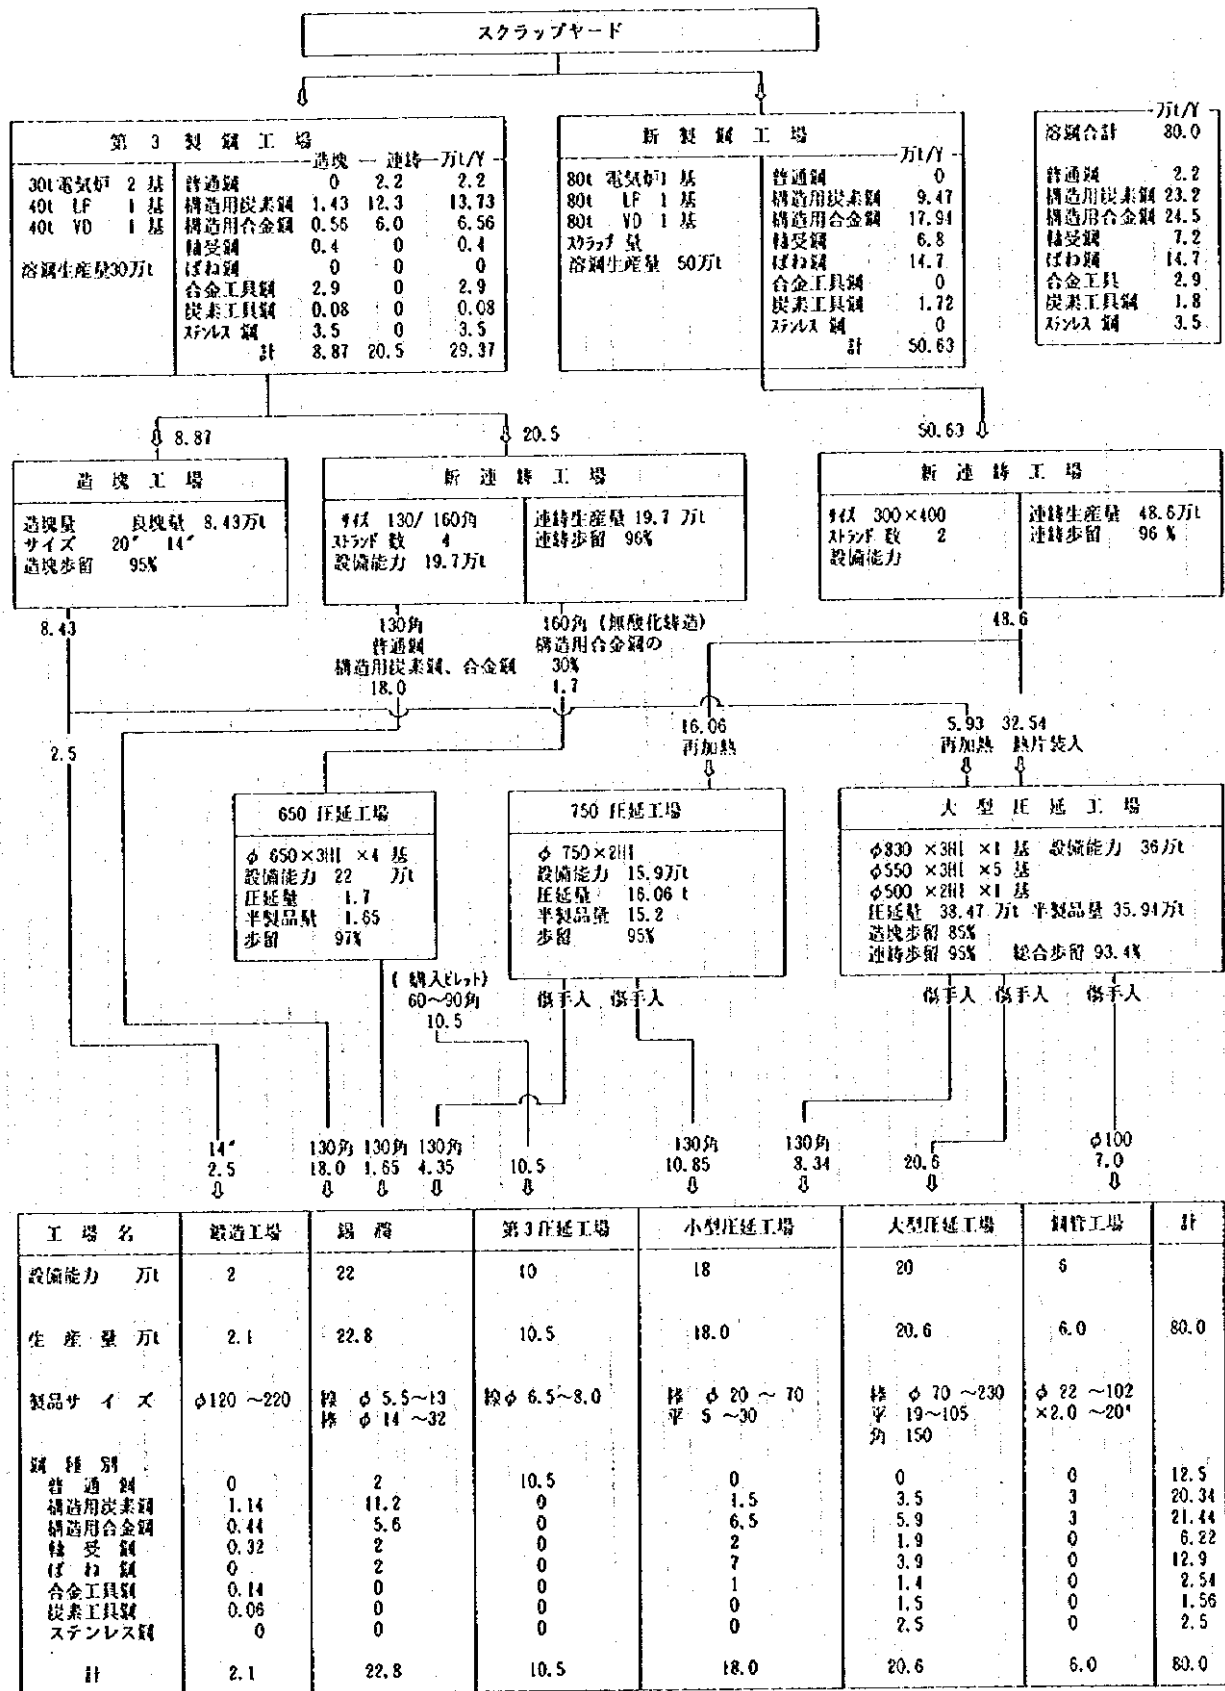 スクラップヤード
第 3 製 鋼 工 場
造塊 ― 連鋳 ―万t/Y
30t 電気炉 2 基 普通鋼 0 2.2 2.2
40t LF 1 基 構造用炭素鋼 1.43 12.3 13.73
40t VD 1 基 構造用合金鋼 0.56 6.0 6.56
軸受鋼 0.4 0 0.4
溶鋼生産量30万t ばね鋼 0 0 0
合金工具鋼 2.9 0 2.9
炭素工具鋼 0.08 0 0.08
ステンレス 鋼 3.5 0 3.5
計 8.87 20.5 29.37
新 製 鋼 工 場
万t/Y
80t 電気炉1 基 普通鋼 0
80t LF 1 基 構造用炭素鋼 9.47
80t VD 1 基 構造用合金鋼 17.94
スクラップ 量 軸受鋼 6.8
溶鋼生産量 50万t ばね鋼 14.7
合金工具鋼 0
炭素工具鋼 1.72
ステンレス 鋼 0
計 50.63
万t/Y
溶鋼合計 80.0
普通鋼 2.2
構造用炭素鋼 23.2
構造用合金鋼 24.5
軸受鋼 7.2
ばね鋼 14.7
合金工具 2.9
炭素工具鋼 1.8
ステンレス 鋼 3.5
8.87
20.5
50.63
造 塊 工 場
造塊量 良塊量 8.43万t
サイズ 20" 14"
造塊歩留 95%
新 連 鋳 工 場
サイズ 130/ 160角 連鋳生産量 19.7 万t
ストランド 数 4 連鋳歩留 96%
設備能力 19.7万t
新 連 鋳 工 場
サイズ 300×400 連鋳生産量 48.6万t
ストランド 数 2 連鋳歩留 96 %
設備能力
8.43
130角
普通鋼
構造用炭素鋼、合金鋼
18.0
160角 (無酸化鋳造)
構造用合金鋼の
30%
1.7
48.6
2.5
16.06
再加熱
5.93 32.54
再加熱 熱片装入
650 圧延工場
φ 650×3HI ×4 基
設備能力 22 万t
圧延量 1.7
半製品量 1.65
歩留 97%
750 圧延工場
φ 750×2HI
設備能力 15.9万t
圧延量 16.06 t
半製品量 15.2
歩留 95%
大 型 圧 延 工 場
φ830 ×3HI ×1 基 設備能力 36万t
φ550 ×3HI ×5 基
φ500 ×2HI ×1 基
圧延量 38.47 万t 半製品量 35.94万t
造塊歩留 85%
連鋳歩留 95% 総合歩留 93.4%
( 購入ビレット)
60～90角
10.5
傷手入 傷手入
傷手入 傷手入 傷手入
14" 130角 130角 130角 130角 130角 φ100
2.5 18.0 1.65 4.35 10.5 10.85 8.34 20.6 7.0
工 場 名 鍛造工場 第3圧延工場 小型圧延工場 大型圧延工場 鋼管工場 計
設備能力 万t 2 22 10 18 20 6
生 産 量 万t 2.1 22.8 10.5 18.0 20.6 6.0 80.0
製品サ イ ズ φ120 ～220 線 φ 5.5～13 線φ 6.5～8.0 棒 φ 20 ～ 70 棒 φ 70 ～230 φ 22 ～102
棒 φ 14 ～32 平 5 ～30 平 19～105 ×2.0 ～20"
角 150
鋼 種 別
普 通 鋼 0 2 10.5 0 0 0 12.5
構造用炭素鋼 1.14 11.2 0 1.5 3.5 3 20.34
構造用合金鋼 0.44 5.6 0 6.5 5.9 3 21.44
軸 受 鋼 0.32 2 0 2 1.9 0 6.22
ば ね 鋼 0 2 0 7 3.9 0 12.9
合金工具鋼 0.14 0 0 1 1.4 0 2.54
炭素工具鋼 0.06 0 0 0 1.5 0 1.56
ステンレス鋼 0 0 0 0 2.5 0 2.5
計 2.1 22.8 10.5 18.0 20.6 6.0 80.0